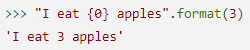 >>> "I eat {0} apples".format(3)
'I eat 3 apples'